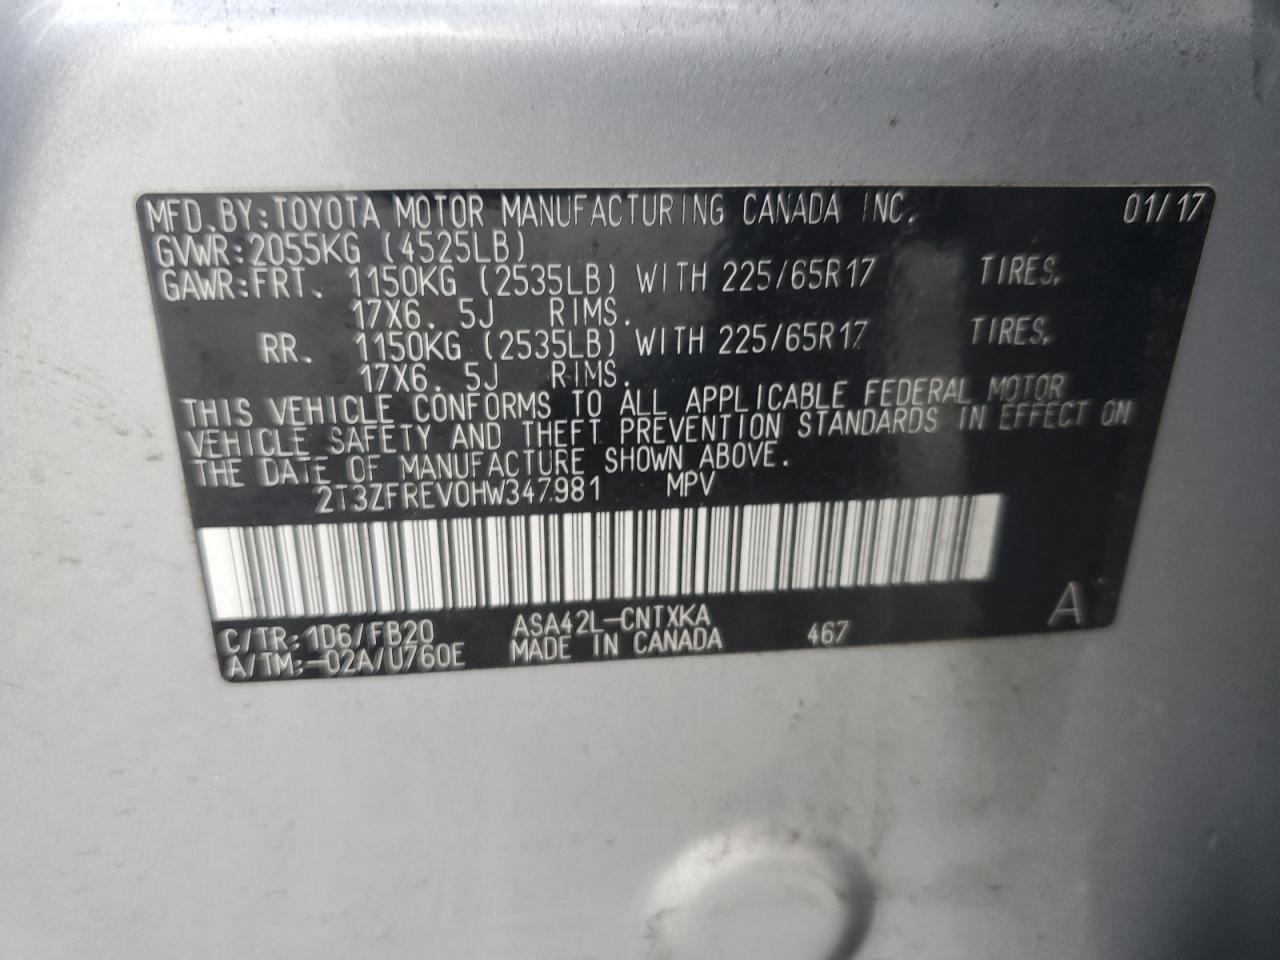 MFD.BY:TOYOTA MOTOR MANUFACTURING CANADA INC. 01/17
GVWR:2055KG (4525LB)
GAWR:FRT. 1150KG (2535LB) WITH 225/65R17 TIRES,
17X6. 5J RIMS.
RR. 1150KG (2535LB) WITH 225/65R17 TIRES,
17X6. 5J RIMS.
THIS VEHICLE CONFORMS TO ALL APPLICABLE FEDERAL MOTOR
VEHICLE SAFETY AND THEFT PREVENTION STANDARDS IN EFFECT ON
THE DATE OF MANUFACTURE SHOWN ABOVE.
2T3ZFREV0HW347981 MPV
C/TR:1D6/FB20 ASA42L-CNTXKA 467 A
A/TM:-02A/U760E MADE IN CANADA